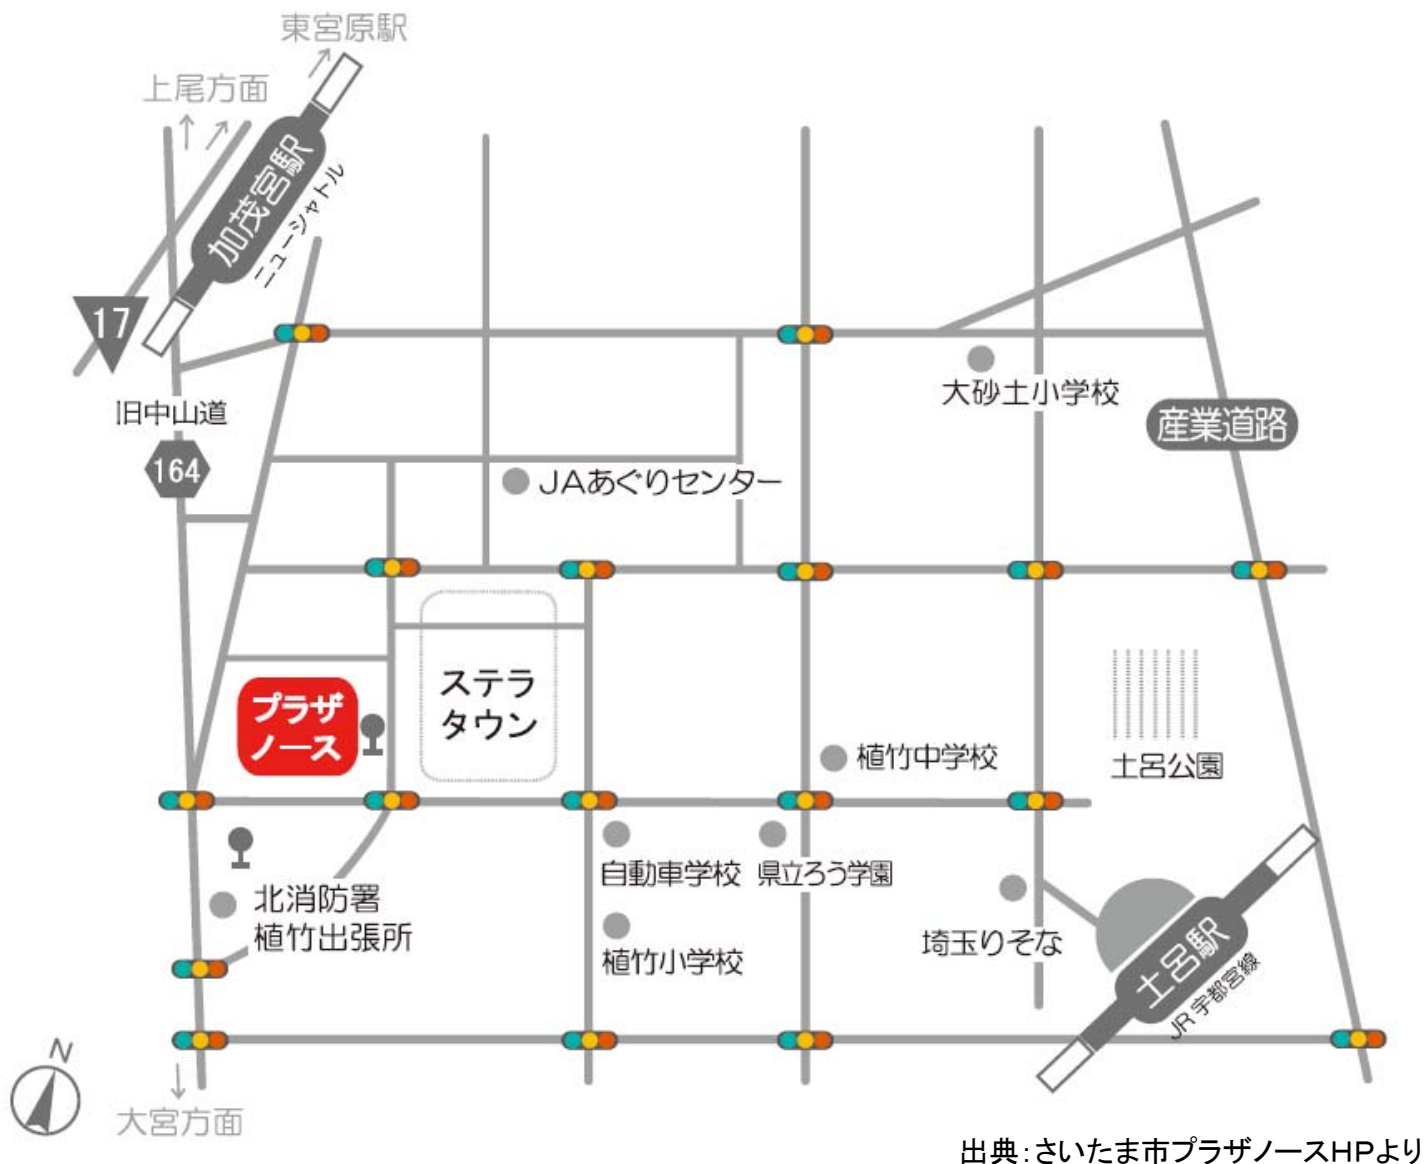 東宮原駅
上尾方面
加茂宮駅
ニューシャトル
17
大砂土小学校
旧中山道
産業道路
164
JAあぐりセンター
ステラ
タウン
プラザ
ノース
植竹中学校
土呂公園
自動車学校
県立ろう学園
北消防署
植竹出張所
植竹小学校
埼玉りそな
土呂駅
JR宇都宮線
N
大宮方面
出典:さいたま市プラザノースHPより